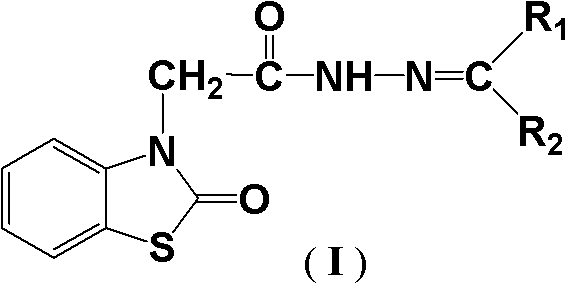 O R₁
CH₂ C NH N C
R₂
N
O
S
( I )